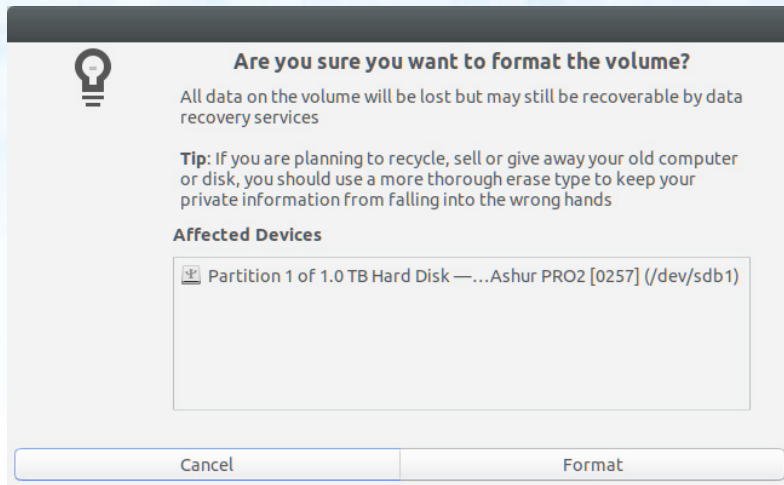 Are you sure you want to format the volume?
All data on the volume will be lost but may still be recoverable by data
recovery services
Tip: If you are planning to recycle, sell or give away your old computer
or disk, you should use a more thorough erase type to keep your
private information from falling into the wrong hands
Affected Devices
Partition 1 of 1.0 TB Hard Disk —…Ashur PRO2 [0257] (/dev/sdb1)
Cancel Format